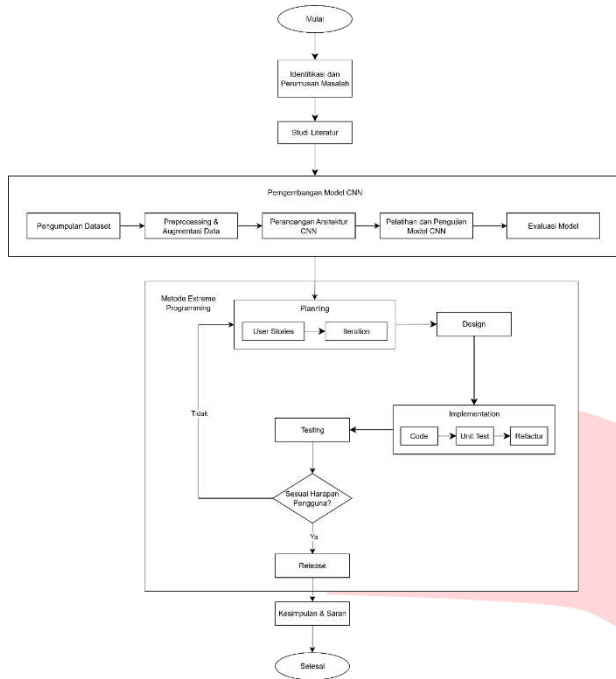 Mulai
Identifikasi dan
Perumusan Masalah
Studi Literatur
Pemgembangan Model CNN
Pengumpulan Dataset
Preprocessing &
Augmentasi Data
Perancangan Arsitektur
CNN
Pelatihan dan Pengujian
Model CNN
Evaluasi Model
Metode Extreme
Programming
Planning
User Stories
Iteration
Design
Tidak
Implementation
Code
Unit Test
Refactor
Testing
Sesuai Harapan
Pengguna?
Ya
Release
Kesimpulan & Saran
Selesai